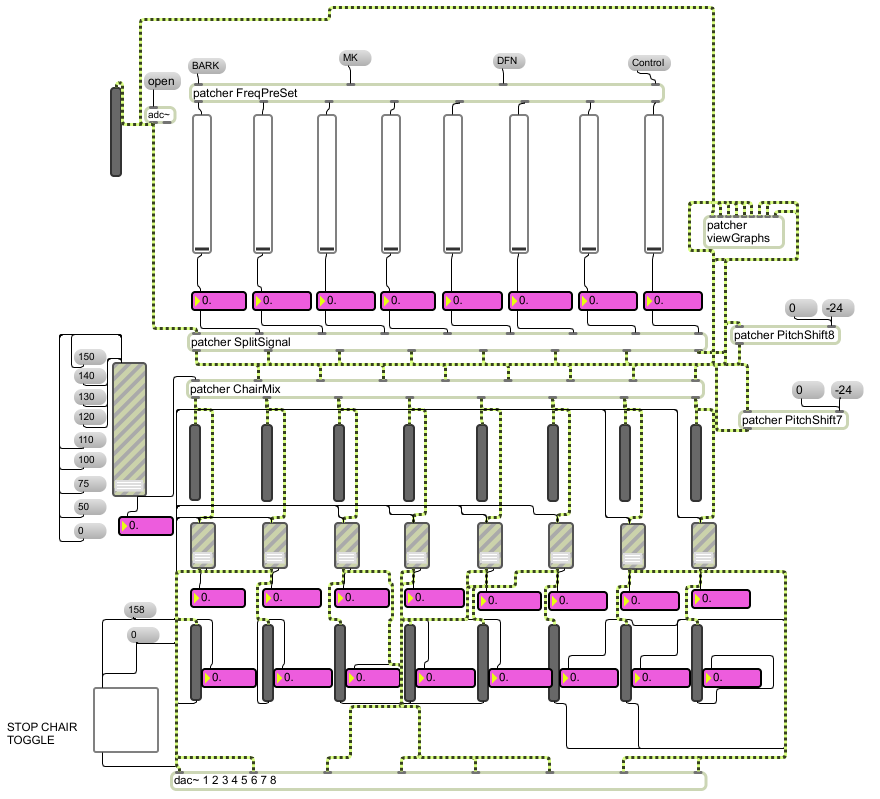 BARK
MK
DFN
Control
open
patcher FreqPreSet
adc~
patcher
viewGraphs
0. 0. 0. 0. 0. 0. 0. 0.
0 -24
patcher PitchShift8
patcher SplitSignal
150
140
130
120
110
100
75
50
0
patcher ChairMix
0 -24
patcher PitchShift7
0.
0. 0. 0. 0. 0. 0. 0. 0.
158
0
0. 0. 0. 0. 0. 0. 0. 0.
STOP CHAIR
TOGGLE
dac~ 1 2 3 4 5 6 7 8